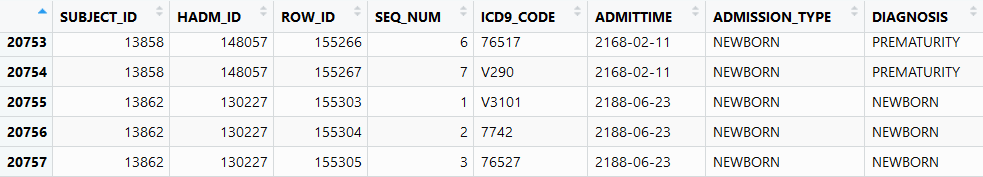 SUBJECT_ID HADM_ID ROW_ID SEQ_NUM ICD9_CODE ADMITTIME ADMISSION_TYPE DIAGNOSIS
20753 13858 148057 155266 6 76517 2168-02-11 NEWBORN PREMATURITY
20754 13858 148057 155267 7 V290 2168-02-11 NEWBORN PREMATURITY
20755 13862 130227 155303 1 V3101 2188-06-23 NEWBORN NEWBORN
20756 13862 130227 155304 2 7742 2188-06-23 NEWBORN NEWBORN
20757 13862 130227 155305 3 76527 2188-06-23 NEWBORN NEWBORN